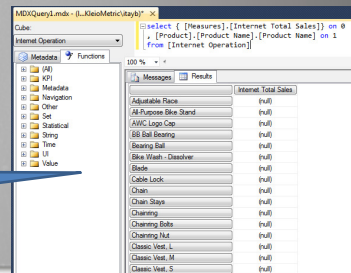 MDXQuery1.mdx - (l...KleioMetric\itayb)* X
Cube:
Internet Operation
Metadata Functions
(All)
KPI
Metadata
Navigation
Other
Set
Statistical
String
Time
UI
Value
select { [Measures].[Internet Total Sales]} on 0
, [Product].[Product Name].[Product Name] on 1
from [Internet Operation]
100 %
Messages Results
Internet Total Sales
Adjustable Race (null)
All-Purpose Bike Stand (null)
AWC Logo Cap (null)
BB Ball Bearing (null)
Bearing Ball (null)
Bike Wash - Dissolver (null)
Blade (null)
Cable Lock (null)
Chain (null)
Chain Stays (null)
Chainring (null)
Chainring Bolts (null)
Chainring Nut (null)
Classic Vest, L (null)
Classic Vest, M (null)
Classic Vest, S (null)